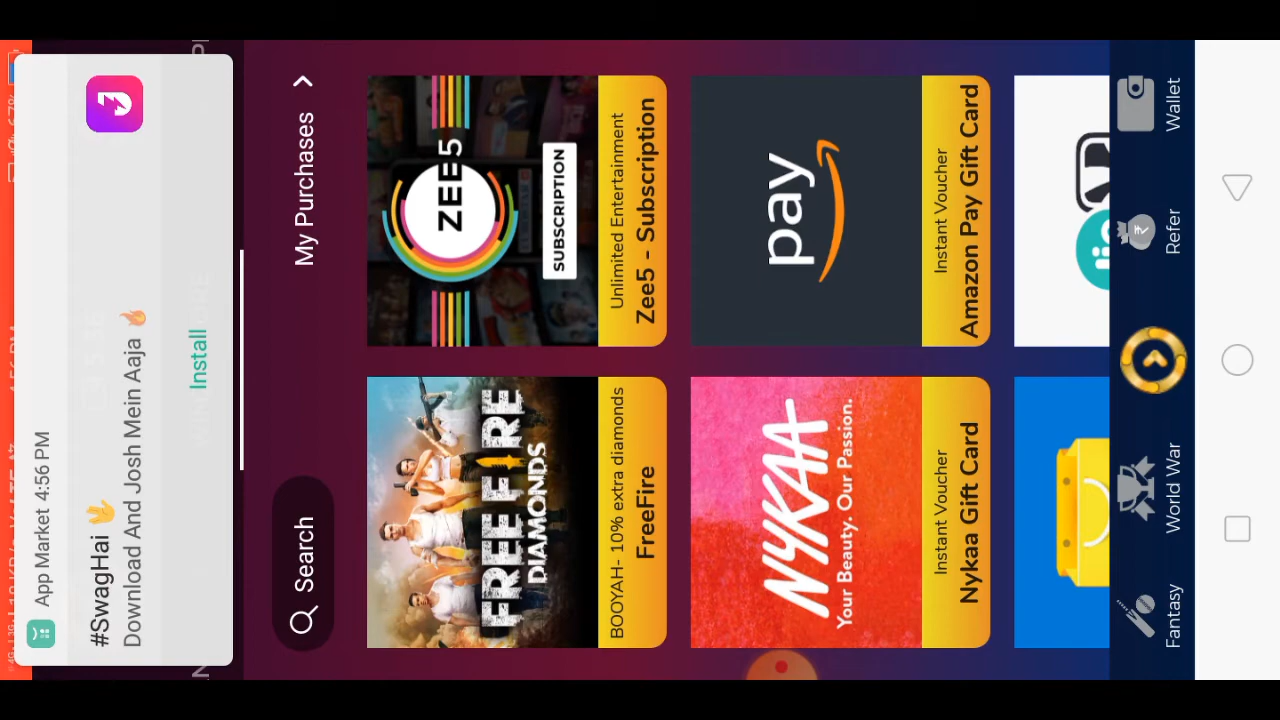 App Market 4:56 PM
#SwagHai 🖖
Download And Josh Mein Aaja 🔥
Install
Search
My Purchases
FREE FIRE
DIAMONDS
BOOYAH- 10% extra diamonds
FreeFire
ZEE5
SUBSCRIPTION
Unlimited Entertainment
Zee5 - Subscription
NYKAA
Your Beauty. Our Passion.
Instant Voucher
Nykaa Gift Card
pay
Instant Voucher
Amazon Pay Gift Card
Fantasy
World War
Refer
Wallet